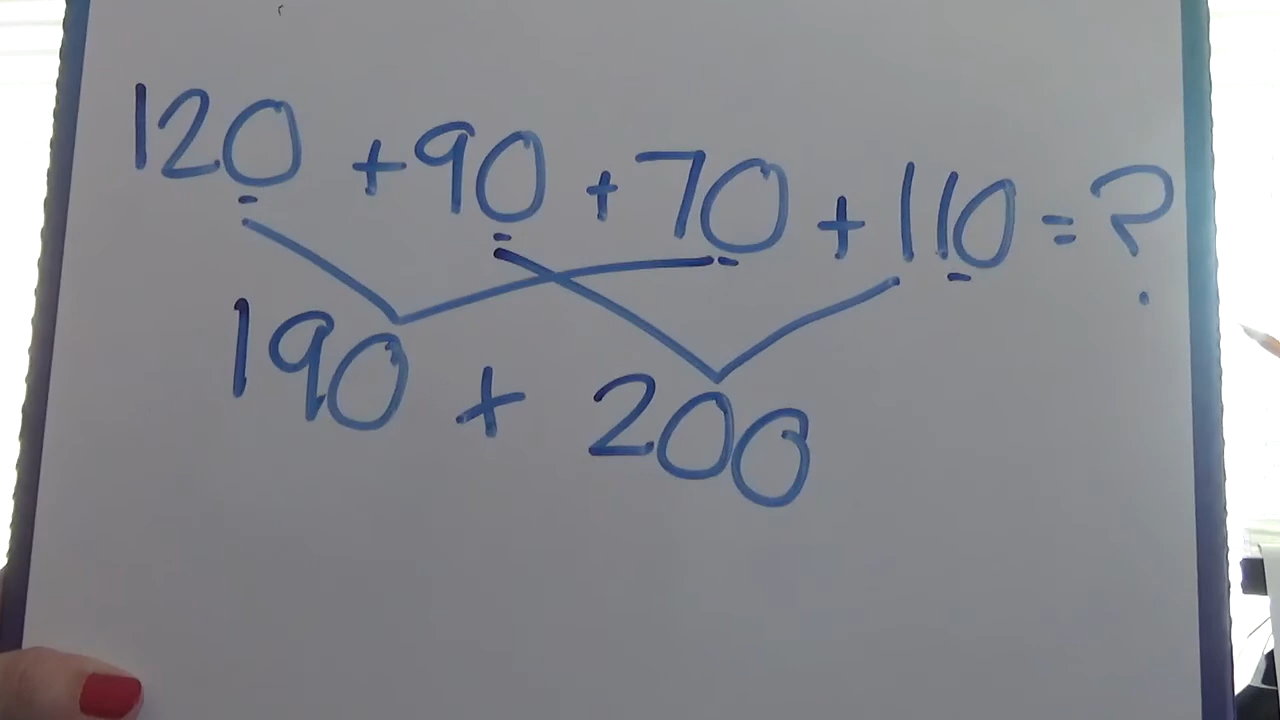 120 + 90 + 70 + 110 = ?
190 + 200